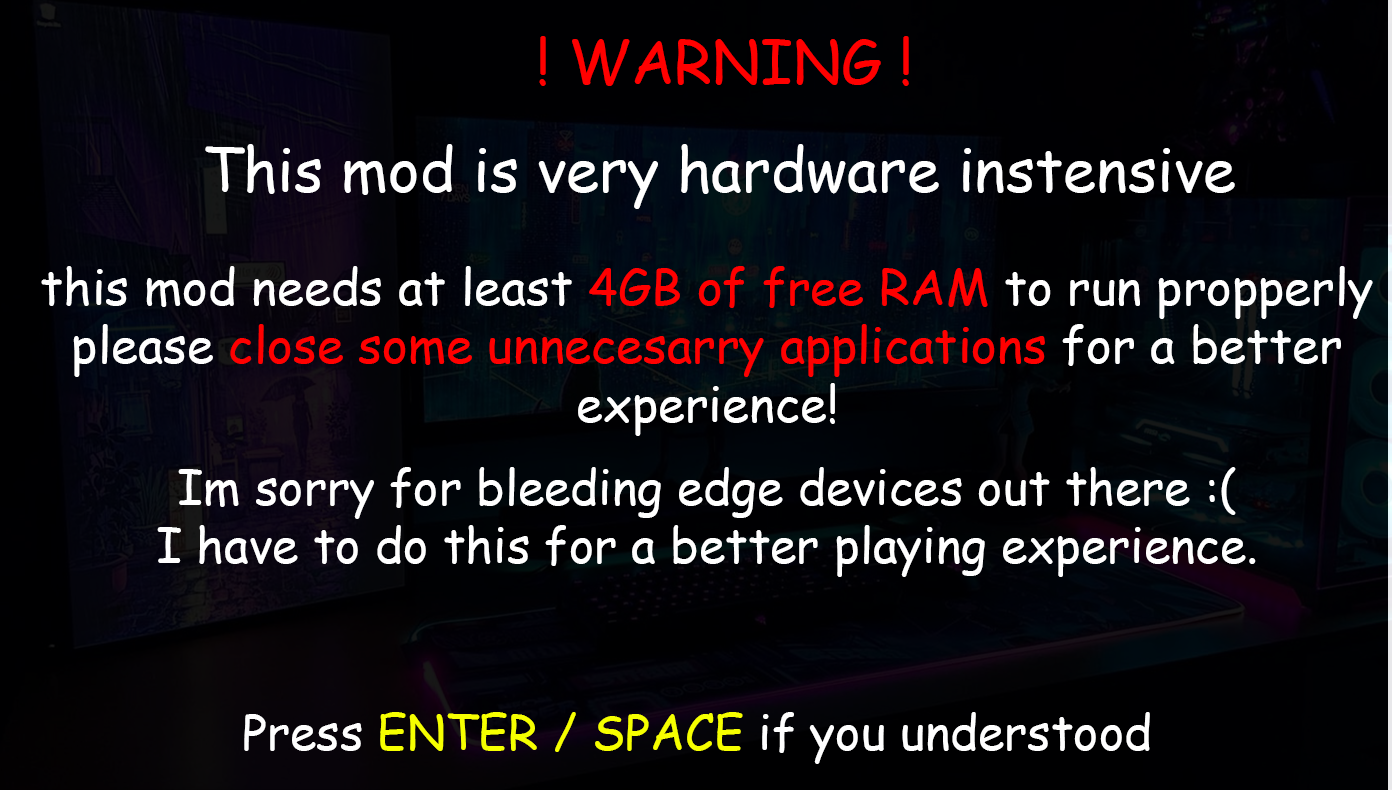 ! WARNING !
This mod is very hardware instensive
this mod needs at least 4GB of free RAM to run propperly
please close some unnecesarry applications for a better
experience!
Im sorry for bleeding edge devices out there :(
I have to do this for a better playing experience.
Press ENTER / SPACE if you understood